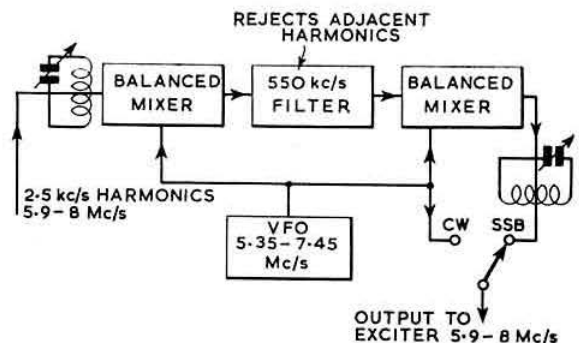 REJECTS ADJACENT
HARMONICS
BALANCED
MIXER
550 kc/s
FILTER
BALANCED
MIXER
2·5 kc/s HARMONICS
5·9-8 Mc/s
VFO
5·35-7·45
Mc/s
CW
SSB
OUTPUT TO
EXCITER 5·9-8 Mc/s